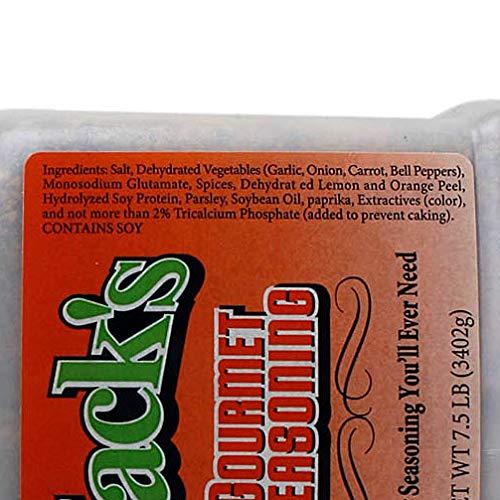 Ingredients: Salt, Dehydrated Vegetables (Garlic, Onion, Carrot, Bell Peppers),
Monosodium Glutamate, Spices, Dehydrat ed Lemon and Orange Peel,
Hydrolyzed Soy Protein, Parsley, Soybean Oil, paprika, Extractives (color),
and not more than 2% Tricalcium Phosphate (added to prevent caking).
CONTAINS SOY
ack's
GOURMET
EASONING
Seasoning You'll Ever Need
T WT 7.5 LB (3402g)